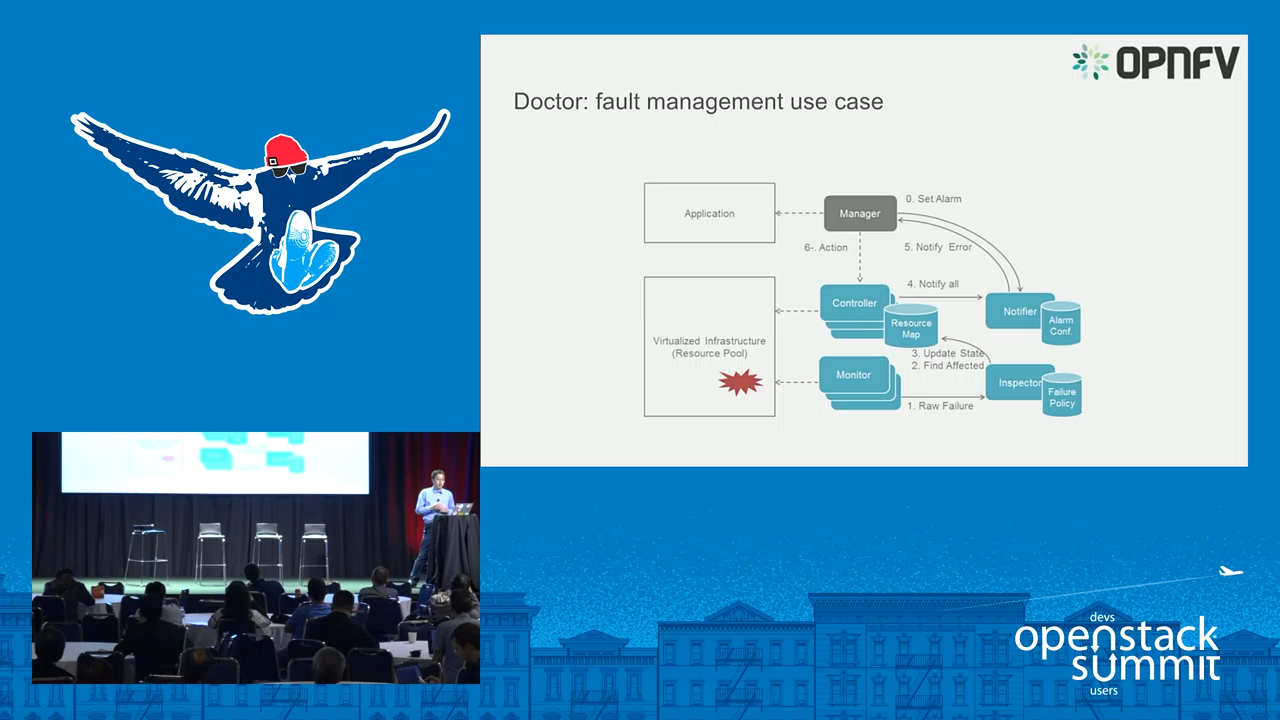 OPNFV
Doctor: fault management use case
Application
Manager
0. Set Alarm
6-. Action
5. Notify Error
4. Notify all
Controller
Resource
Map
Notifier
Alarm
Conf.
Virtualized Infrastructure
(Resource Pool)
3. Update State
2. Find Affected
Monitor
Inspector
Failure
Policy
1. Raw Failure
devs
openstack
summit
users